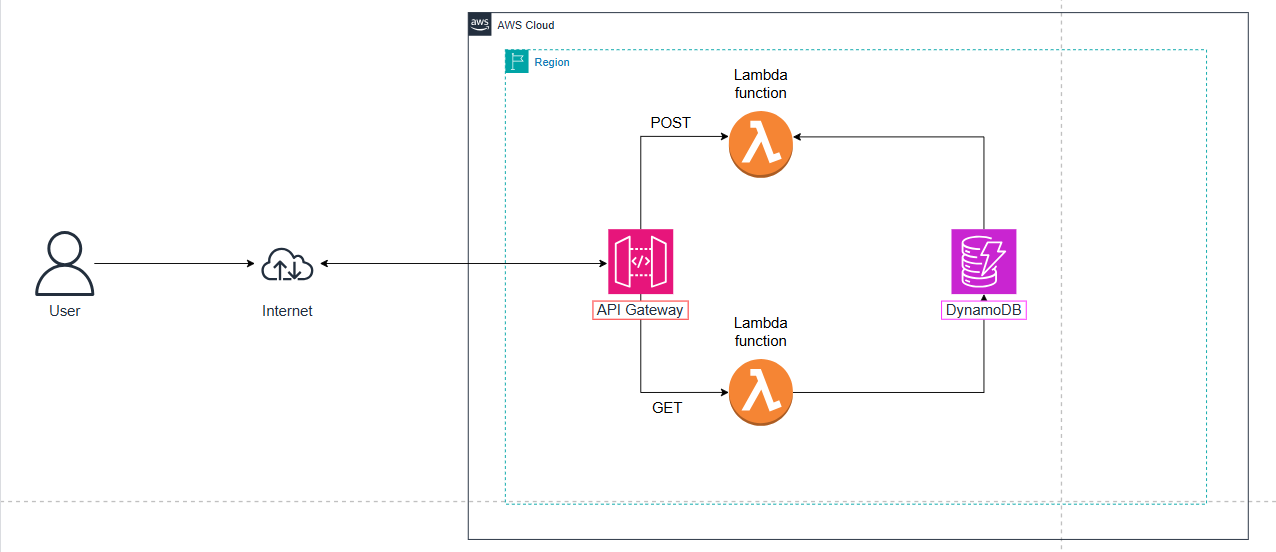 aws
AWS Cloud
Region
Lambda
function
POST
User
Internet
API Gateway
DynamoDB
Lambda
function
GET